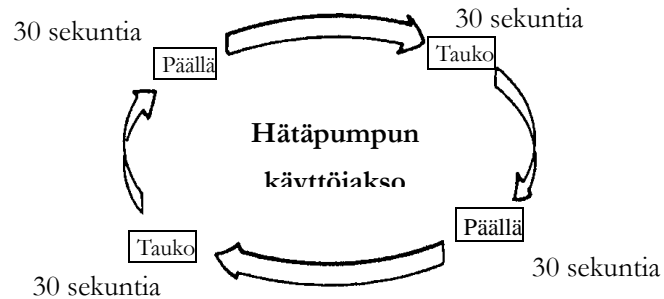 30 sekuntia
30 sekuntia
Päällä
Tauko
Hätäpumpun
käyttöjakso
Päällä
Tauko
30 sekuntia
30 sekuntia